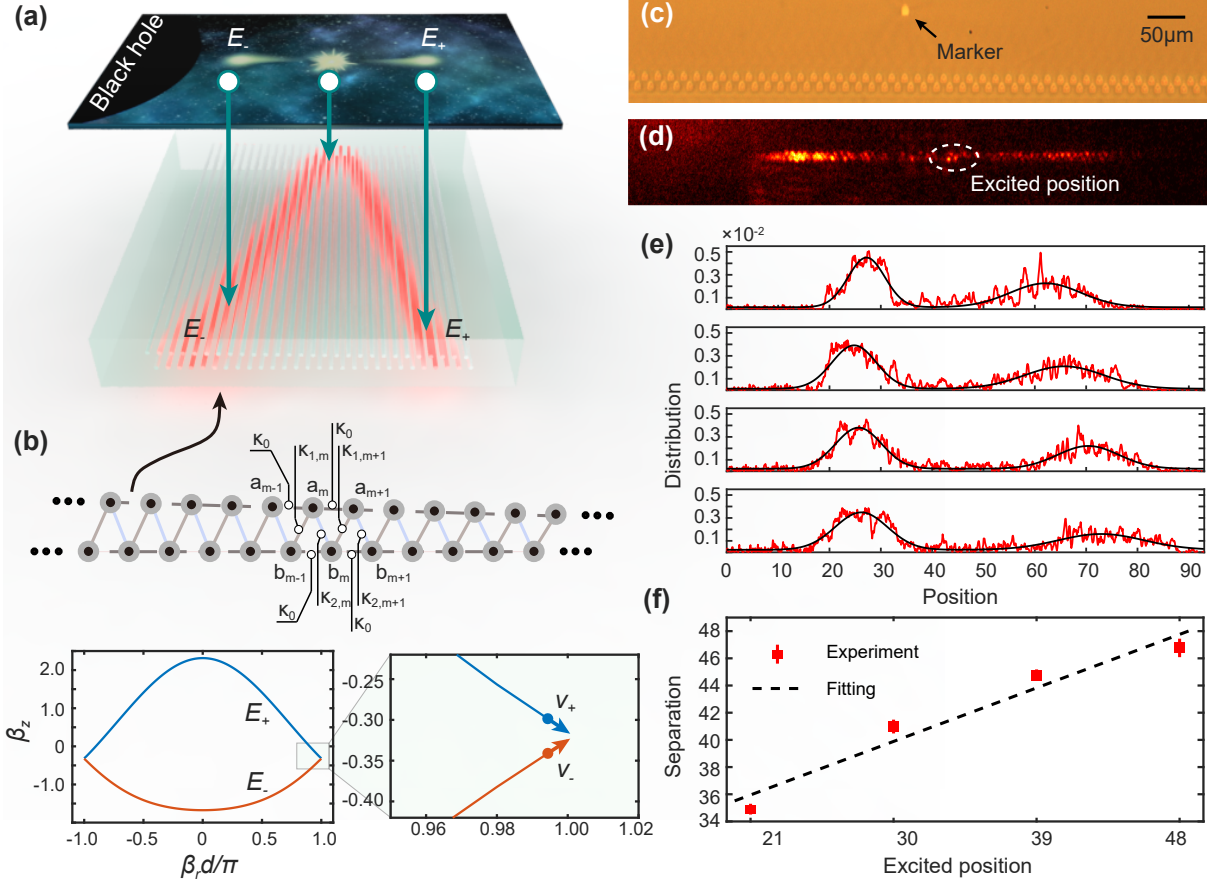 (a)
Black hole
E₋
E₊
E₋
E₊
(b)
κ₀
κ₁,ₘ
κ₀
κ₁,ₘ₊₁
aₘ₋₁
aₘ
aₘ₊₁
bₘ₋₁
bₘ
bₘ₊₁
κ₀
κ₂,ₘ
κ₂,ₘ₊₁
κ₀
β_z
2.0
1.0
0
-1.0
E₊
E₋
-1.0
-0.5
0
0.5
1.0
β_r d/π
-0.25
-0.30
-0.35
-0.40
v₊
v₋
0.96
0.98
1.00
1.02
(c)
Marker
50μm
(d)
Excited position
(e)
×10⁻²
0.5
0.3
0.1
0.5
0.3
0.1
0.5
0.3
0.1
0.5
0.3
0.1
Distribution
0 10 20 30 40 50 60 70 80 90
Position
(f)
Separation
48
46
44
42
40
38
36
34
Experiment
Fitting
21
30
39
48
Excited position